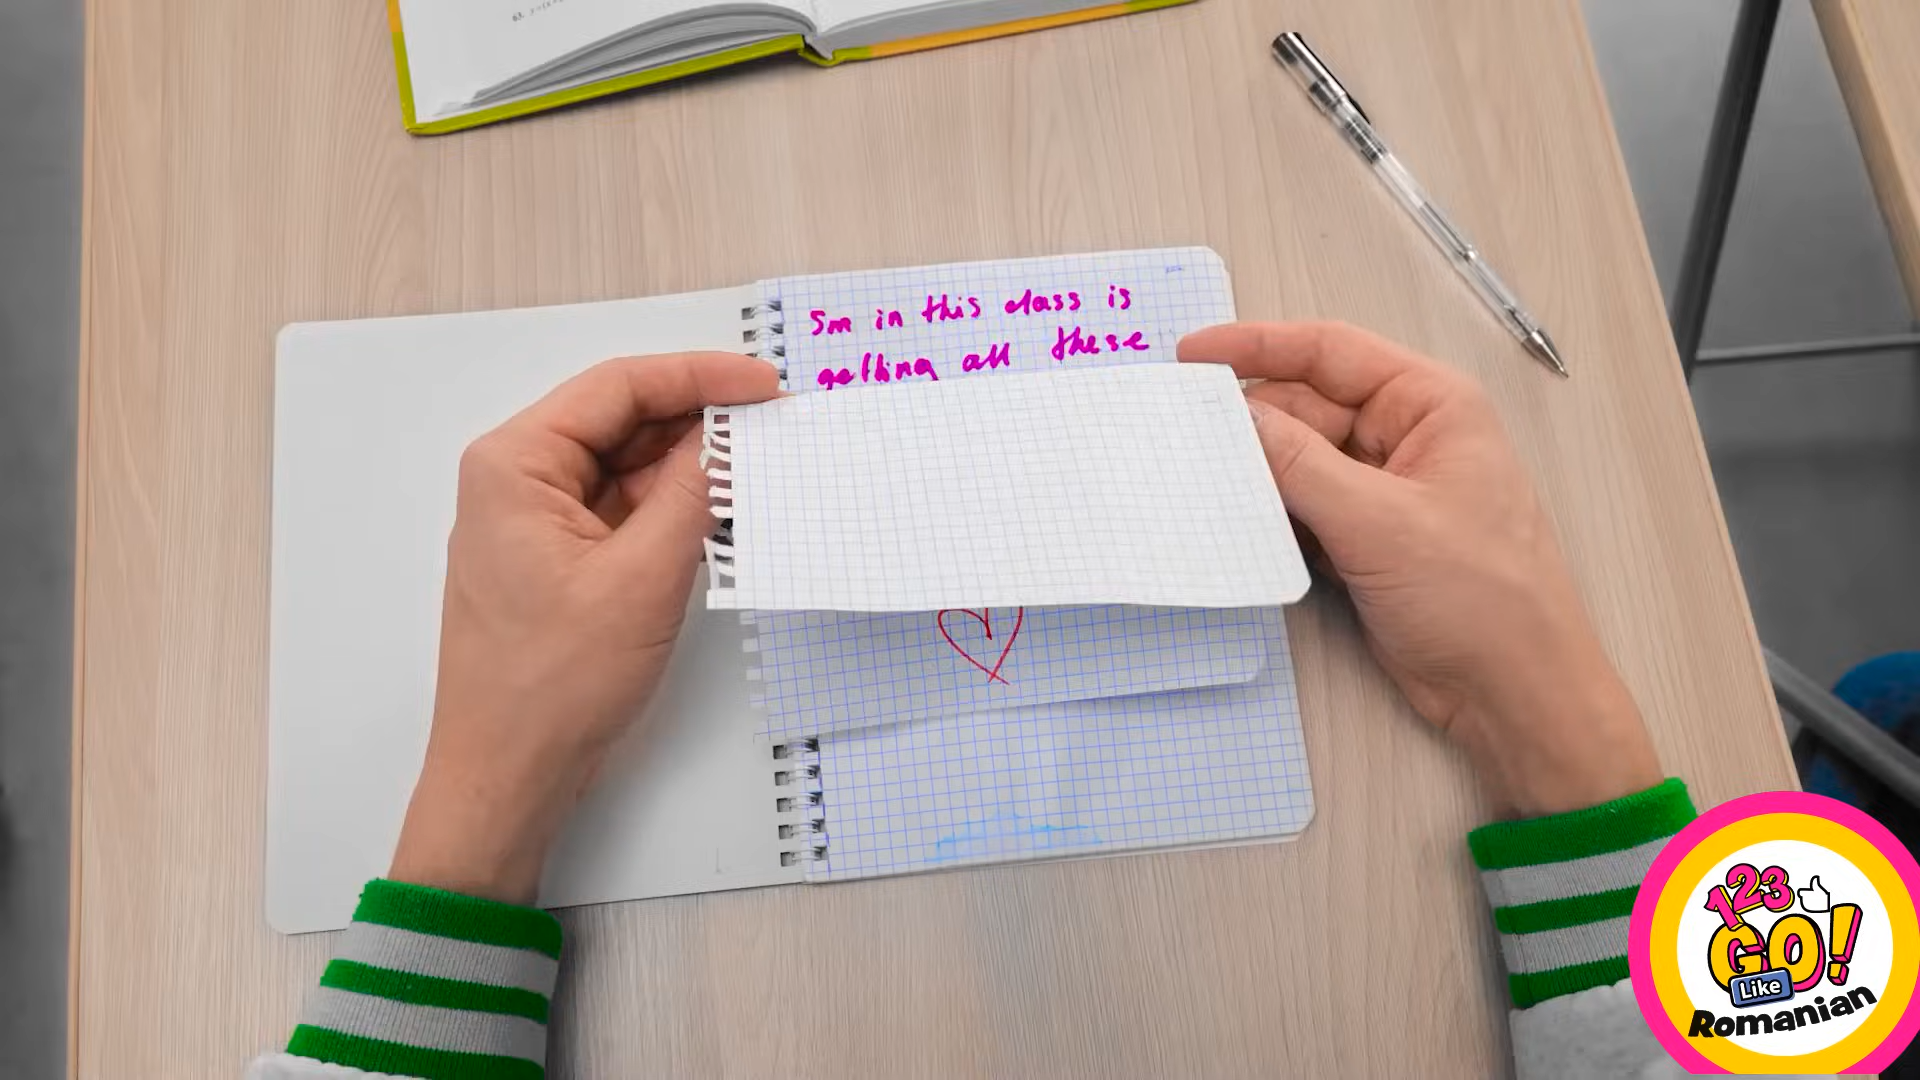 Sm in this class is
getting all these
123
GO!
Like
Romanian